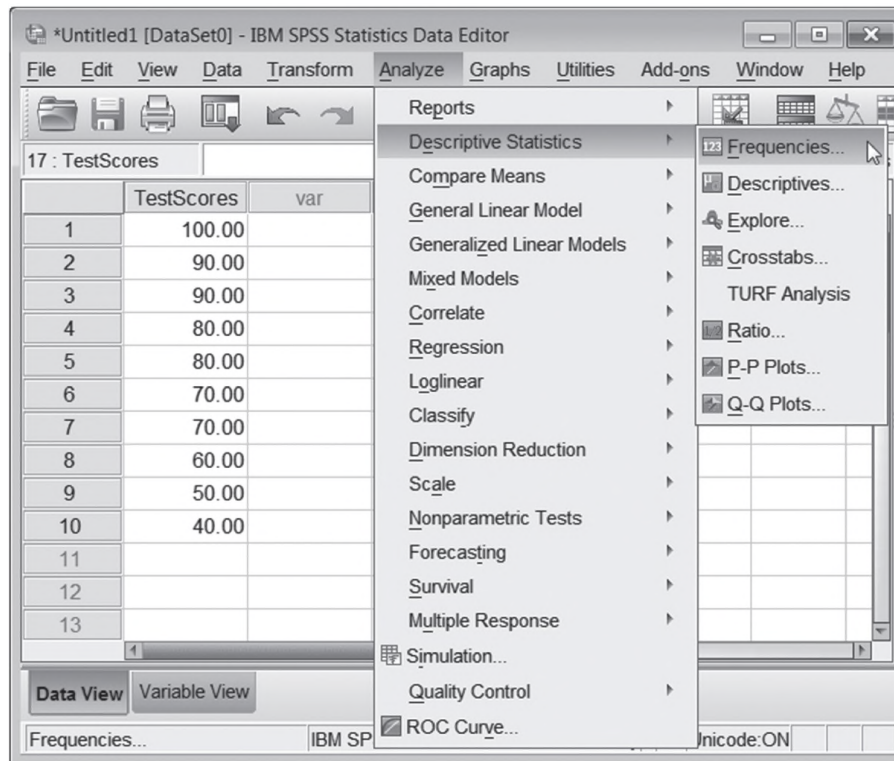 *Untitled1 [DataSet0] - IBM SPSS Statistics Data Editor
File Edit View Data Transform Analyze Graphs Utilities Add-ons Window Help
17 : TestScores
TestScores var
1 100.00
2 90.00
3 90.00
4 80.00
5 80.00
6 70.00
7 70.00
8 60.00
9 50.00
10 40.00
11
12
13
Reports
Descriptive Statistics
Compare Means
General Linear Model
Generalized Linear Models
Mixed Models
Correlate
Regression
Loglinear
Classify
Dimension Reduction
Scale
Nonparametric Tests
Forecasting
Survival
Multiple Response
Simulation...
Quality Control
ROC Curve...
123 Frequencies...
Descriptives...
Explore...
Crosstabs...
TURF Analysis
1/2 Ratio...
P-P Plots...
Q-Q Plots...
Data View Variable View
Frequencies... IBM SP nicode:ON